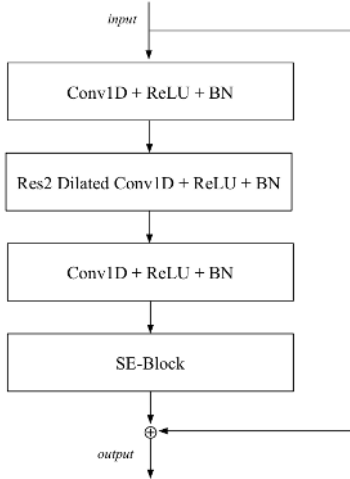 input
Conv1D + ReLU + BN
Res2 Dilated Conv1D + ReLU + BN
Conv1D + ReLU + BN
SE-Block
output